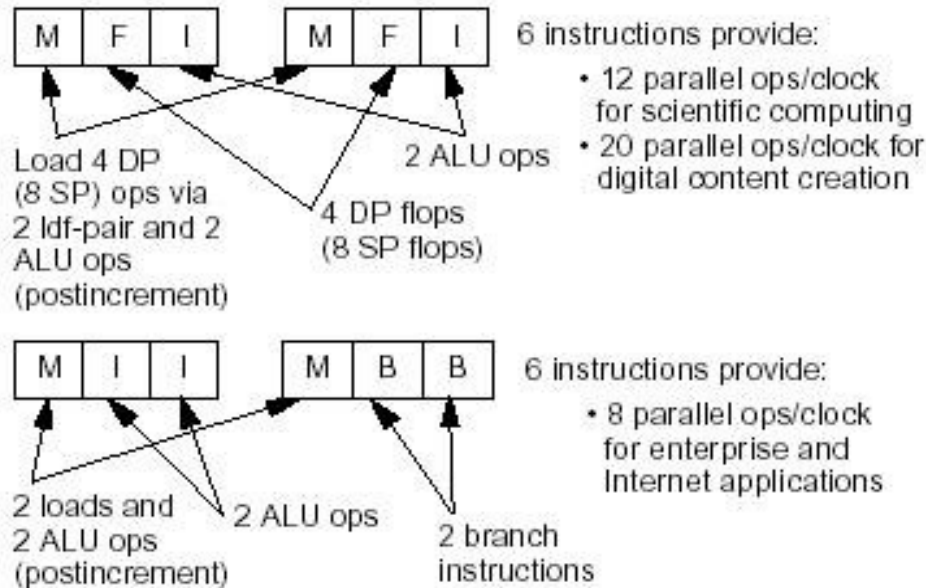 M F I M F I
6 instructions provide:
• 12 parallel ops/clock
for scientific computing
• 20 parallel ops/clock for
digital content creation
Load 4 DP
(8 SP) ops via
2 ldf-pair and 2
ALU ops
(postincrement)
4 DP flops
(8 SP flops)
2 ALU ops
M I I M B B
6 instructions provide:
• 8 parallel ops/clock
for enterprise and
Internet applications
2 loads and
2 ALU ops
(postincrement)
2 ALU ops
2 branch
instructions